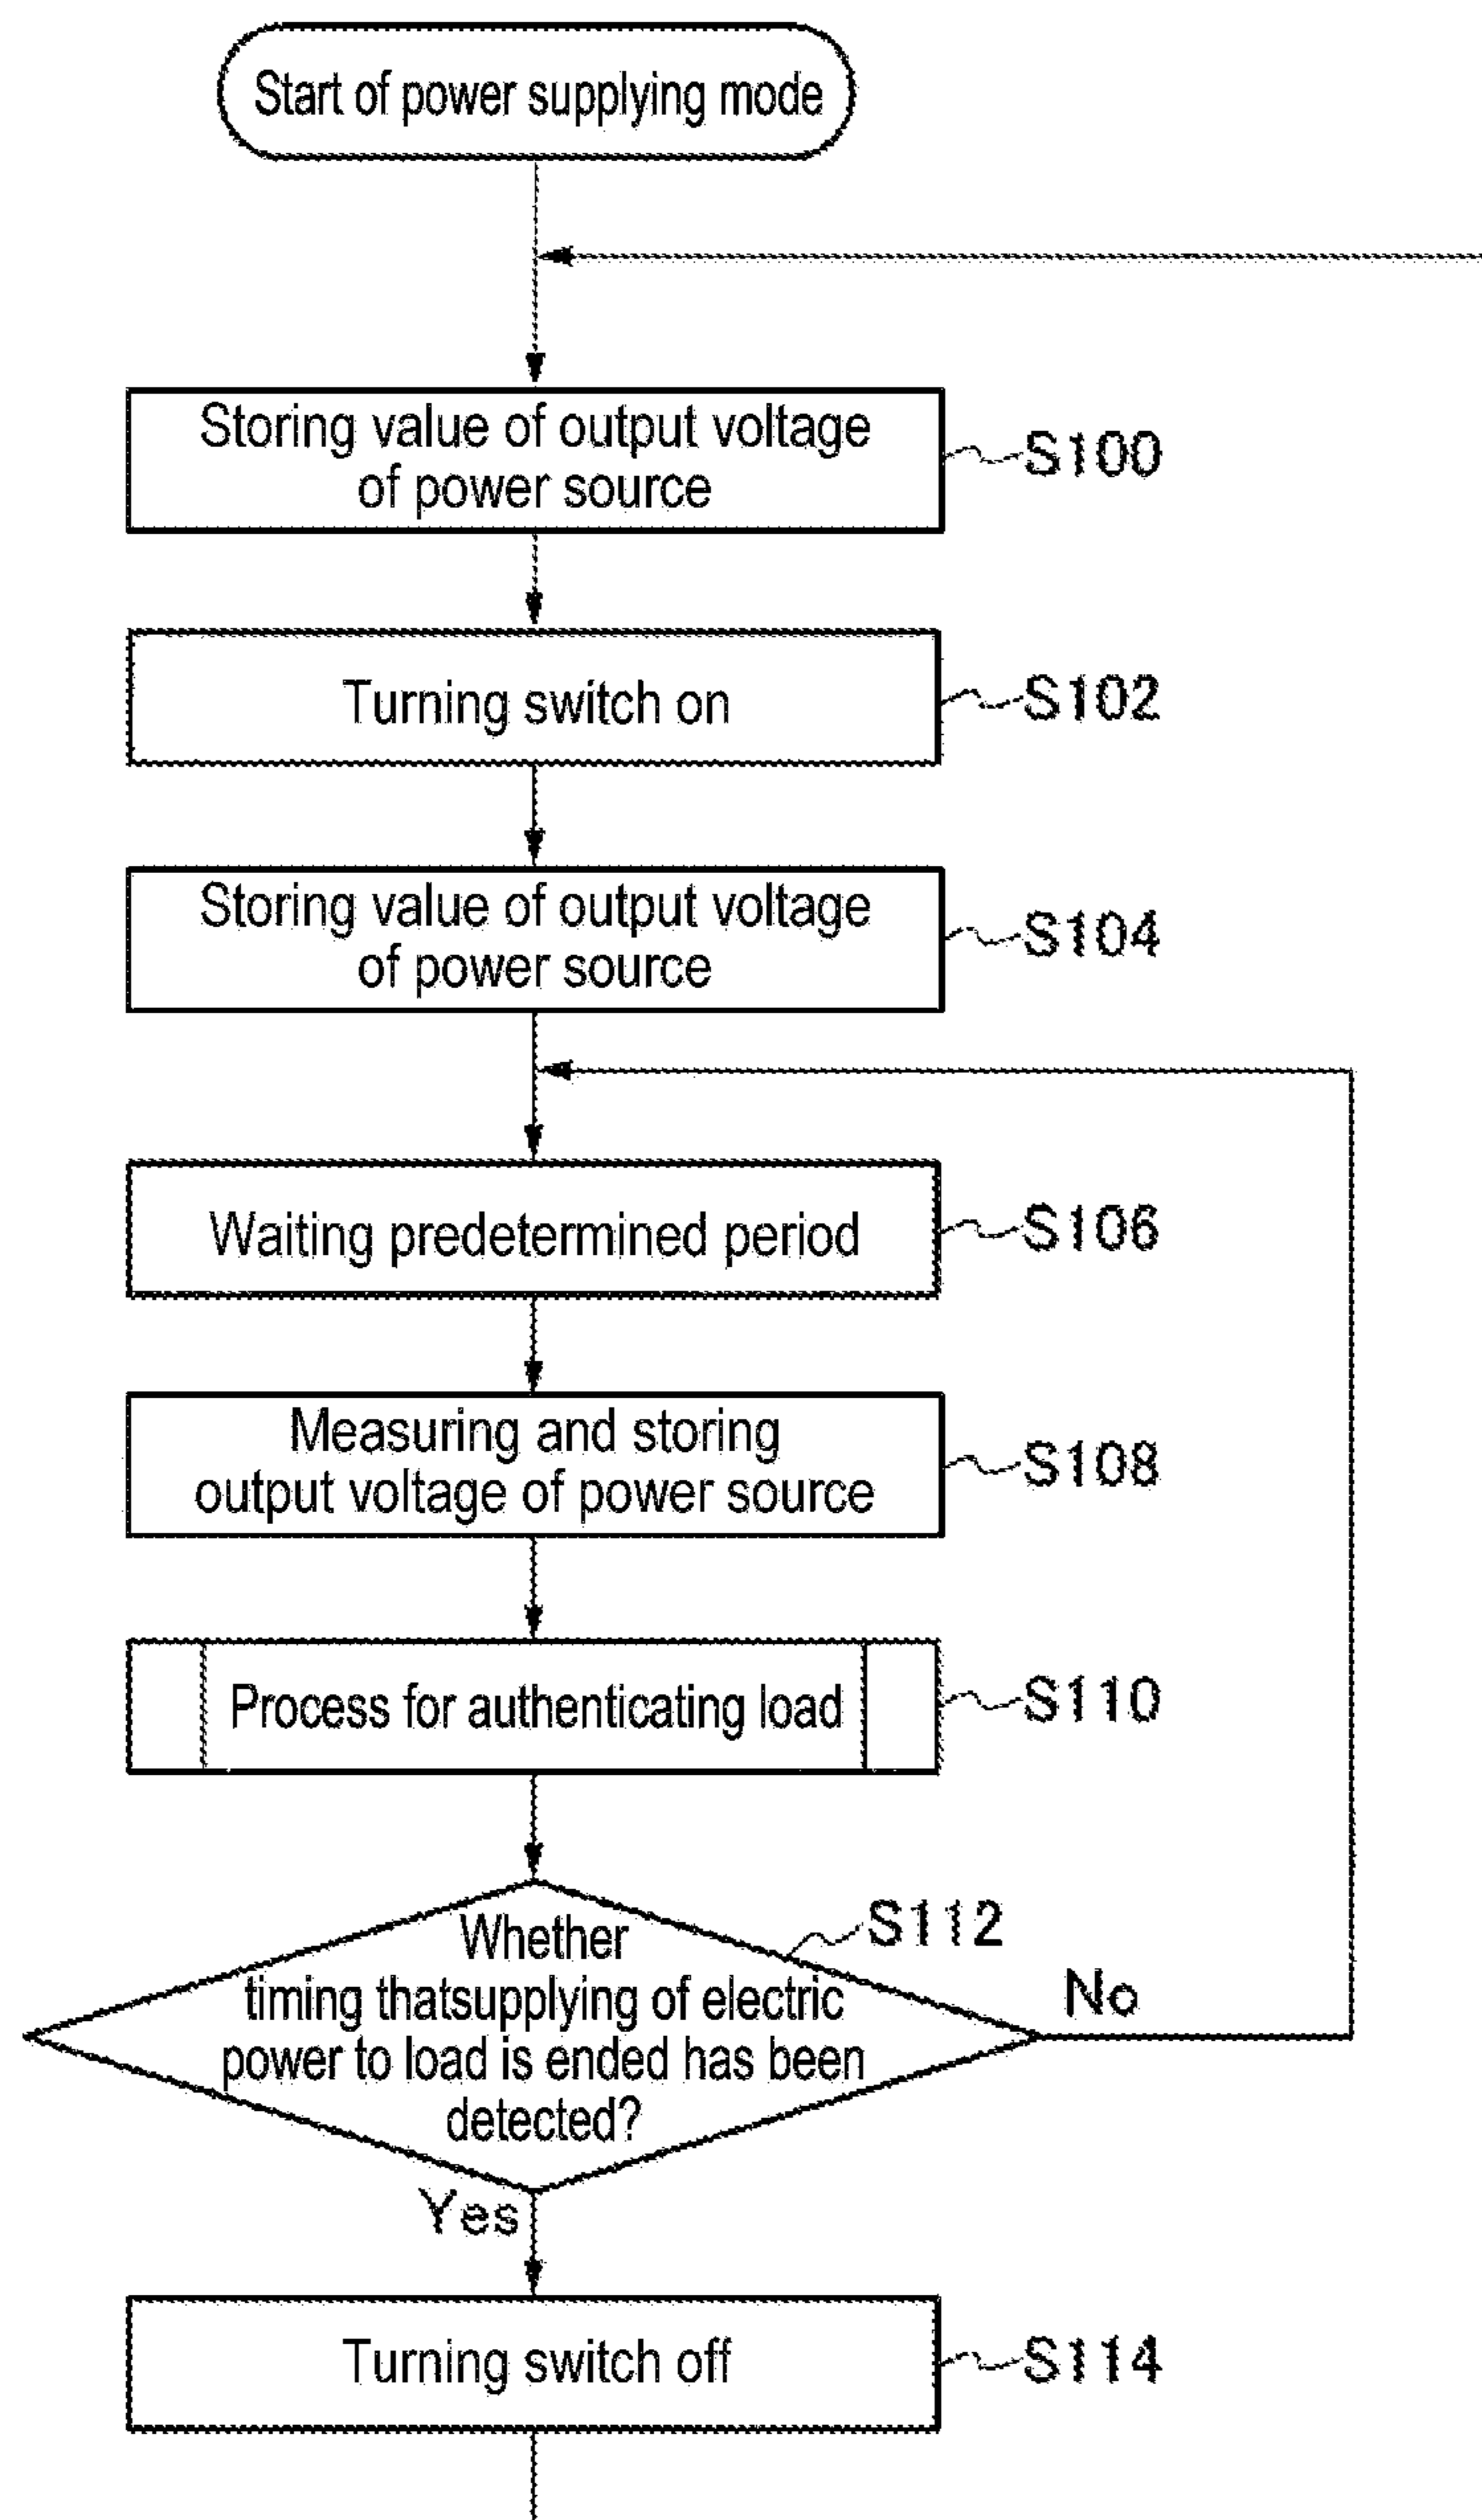 Start of power supplying mode
Storing value of output voltage
of power source
S100
Turning switch on
S102
Storing value of output voltage
of power source
S104
Waiting predetermined period
S106
Measuring and storing
output voltage of power source
S108
Process for authenticating load
S110
Whether
timing thatsupplying of electric
power to load is ended has been
detected?
S112
No
Yes
Turning switch off
S114